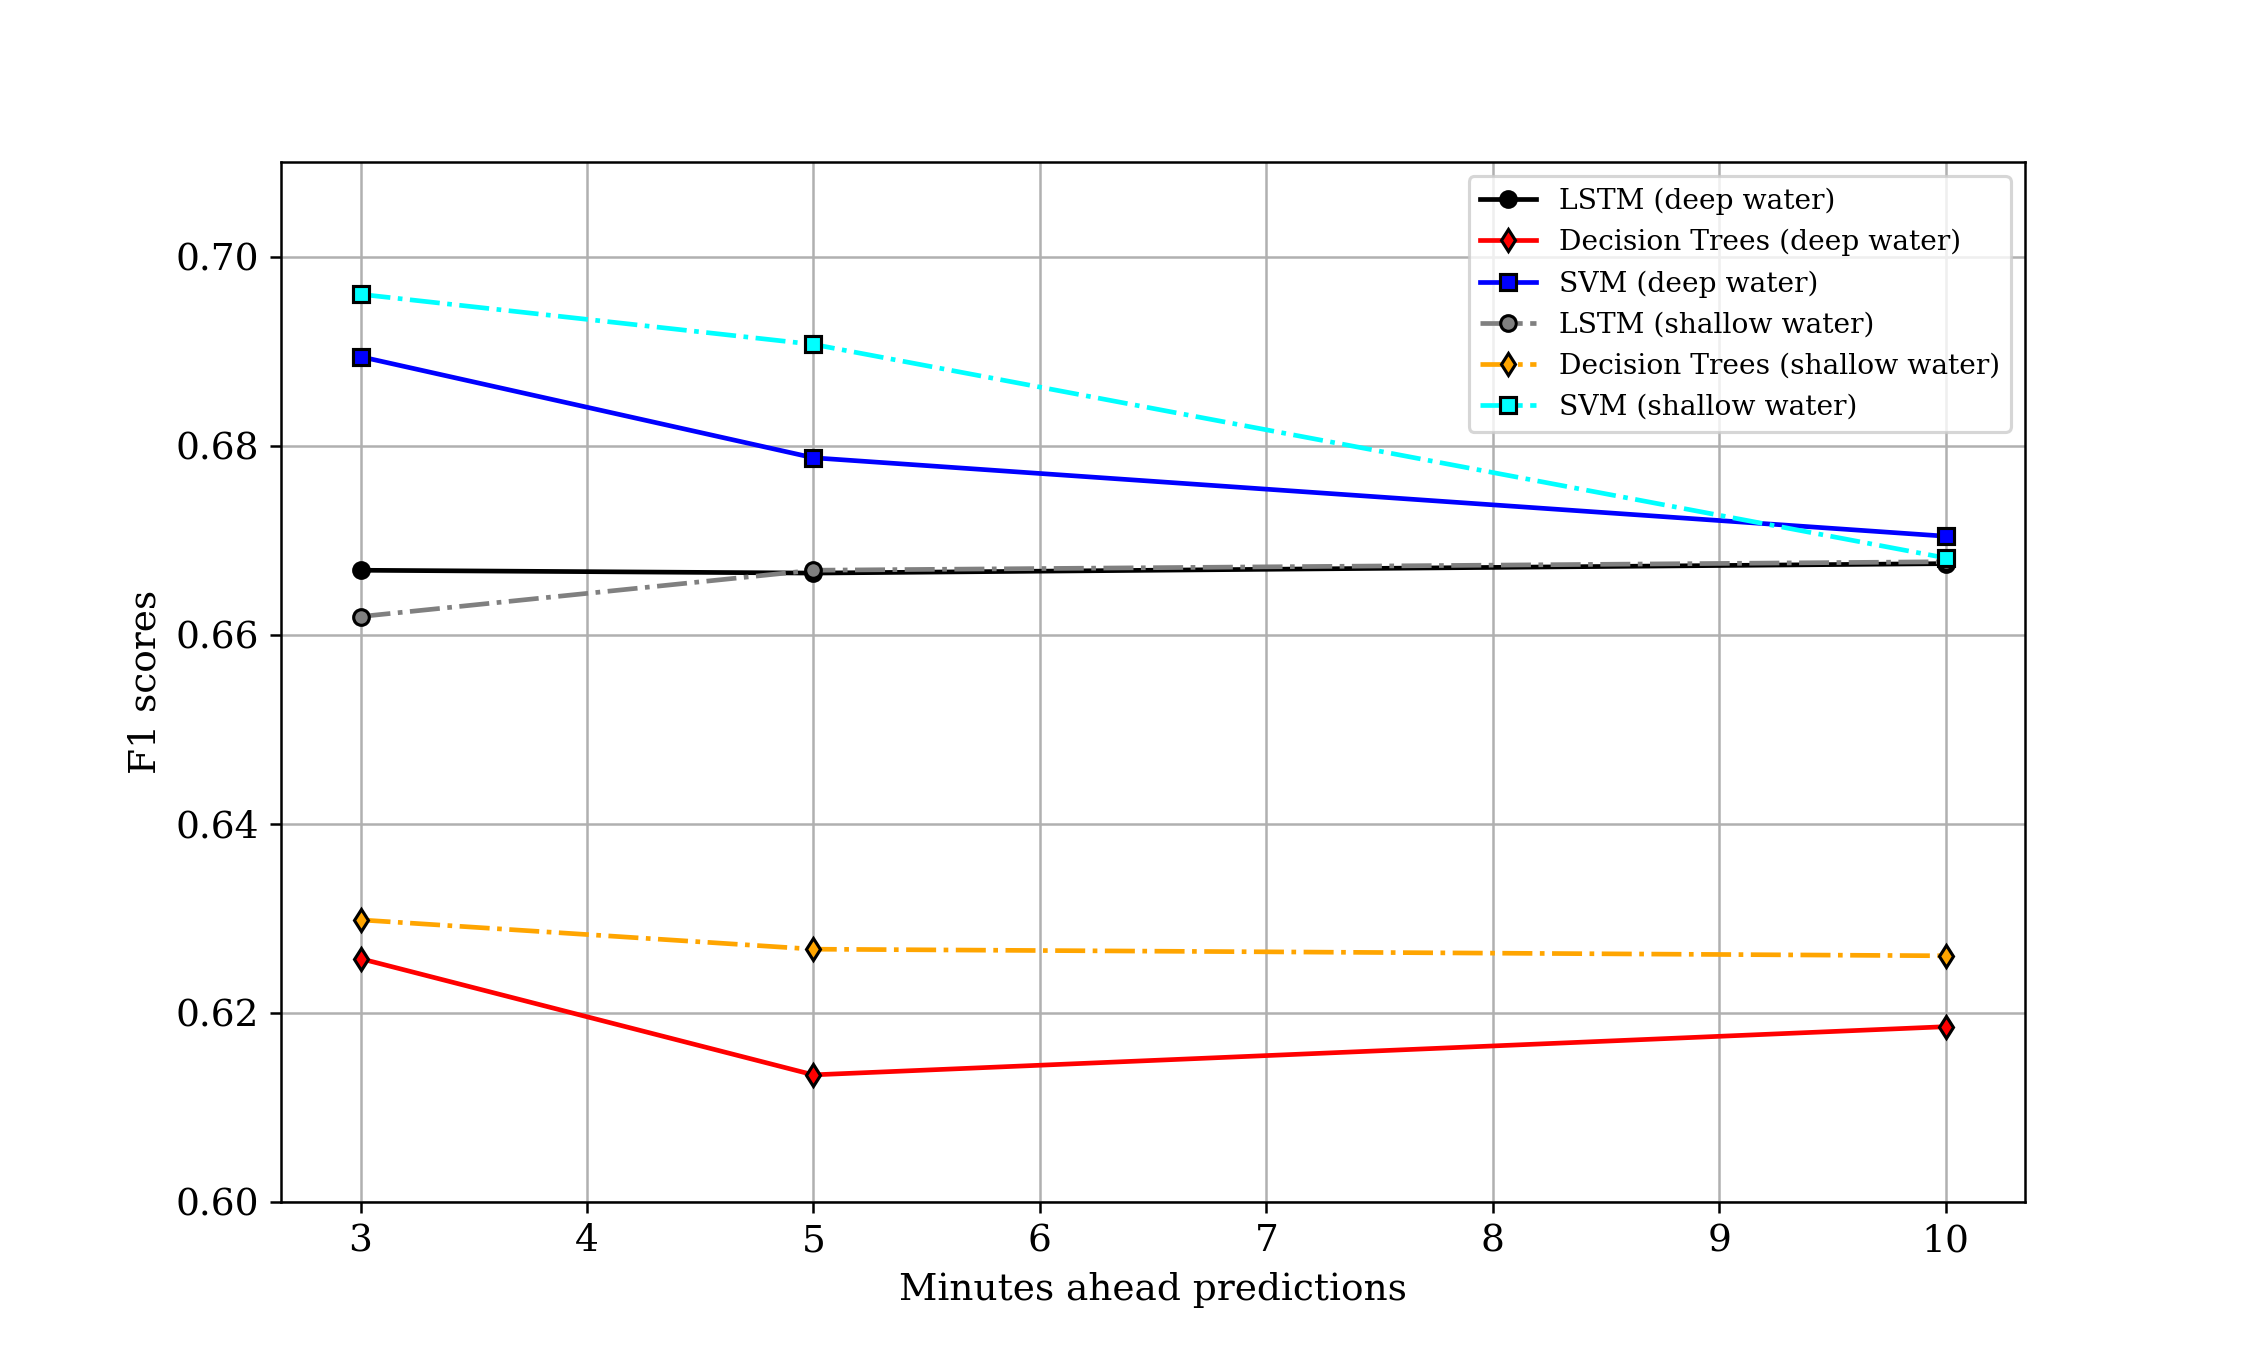 LSTM (deep water)
Decision Trees (deep water)
SVM (deep water)
LSTM (shallow water)
Decision Trees (shallow water)
SVM (shallow water)
0.70
0.68
0.66
0.64
0.62
0.60
F1 scores
3 4 5 6 7 8 9 10
Minutes ahead predictions